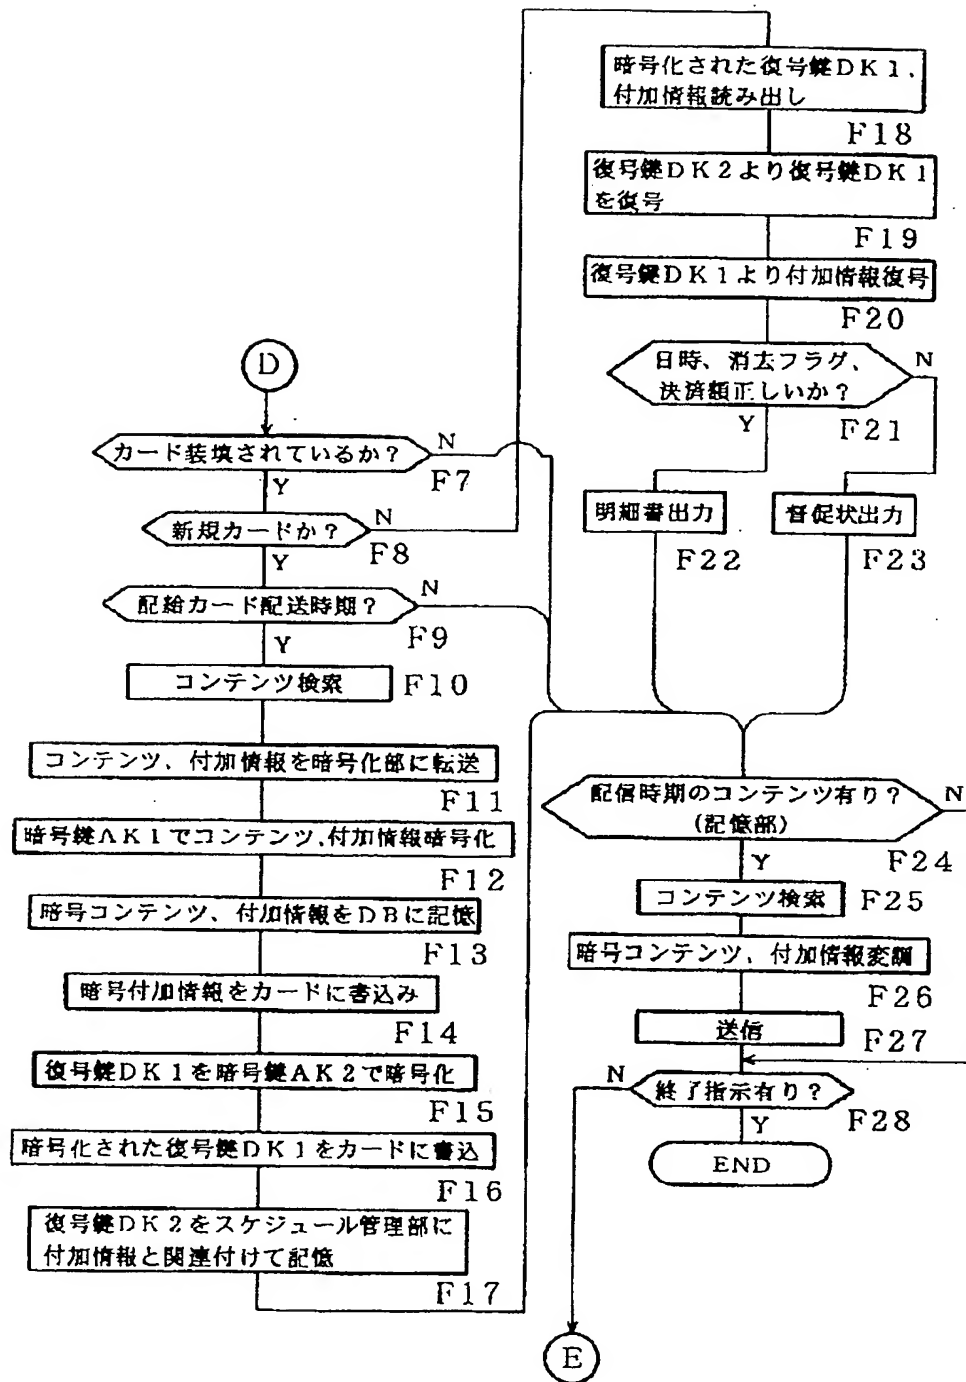 D
カード装填されているか？
N
F7
Y
新規カードか？
N
F8
Y
配給カード配送時期？
N
F9
Y
コンテンツ検索
F10
コンテンツ、付加情報を暗号化部に転送
F11
暗号鍵AK1でコンテンツ,付加情報暗号化
F12
暗号コンテンツ、付加情報をDBに記憶
F13
暗号付加情報をカードに書込み
F14
復号鍵DK1を暗号鍵AK2で暗号化
F15
暗号化された復号鍵DK1をカードに書込
F16
復号鍵DK2をスケジュール管理部に
付加情報と関連付けて記憶
F17
暗号化された復号鍵DK1、
付加情報読み出し
F18
復号鍵DK2より復号鍵DK1
を復号
F19
復号鍵DK1より付加情報復号
F20
日時、消去フラグ、
決済額正しいか？
N
F21
Y
明細書出力
F22
督促状出力
F23
配信時期のコンテンツ有り？
(記憶部)
N
F24
Y
コンテンツ検索
F25
暗号コンテンツ、付加情報変調
F26
送信
F27
終了指示有り？
N
F28
Y
END
E